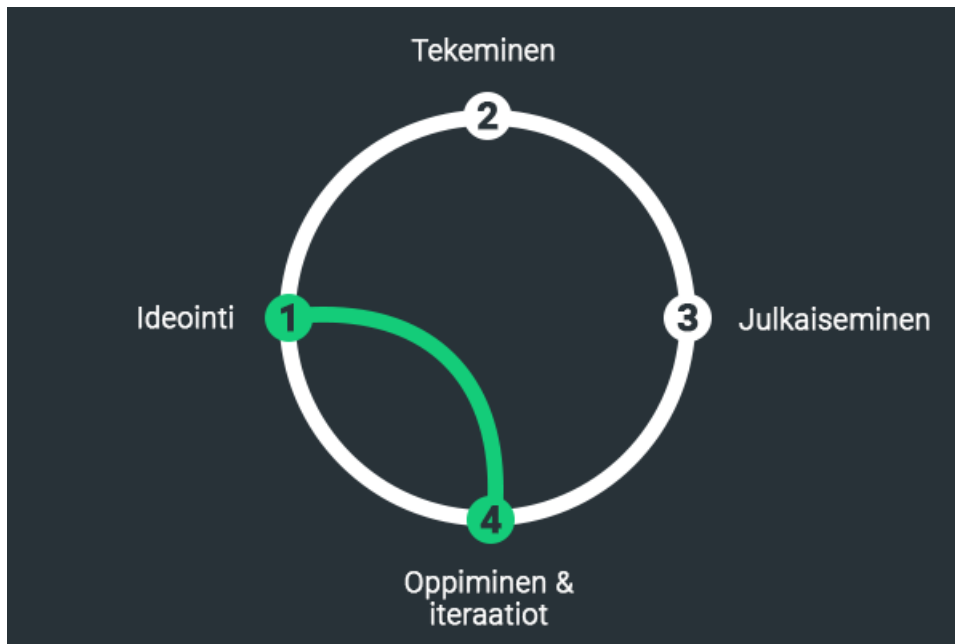 Tekeminen
2
Ideointi
1
3
Julkaiseminen
4
Oppiminen &
iteraatiot